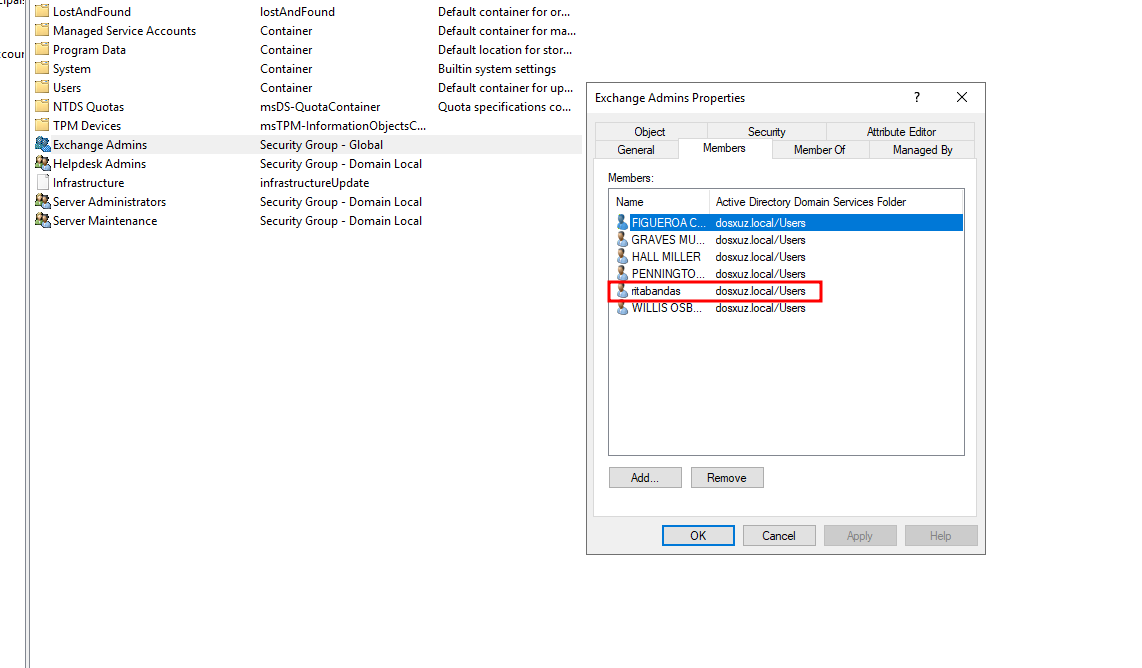 cipals
LostAndFound lostAndFound Default container for or...
Managed Service Accounts Container Default container for ma...
ccoun
Program Data Container Default location for stor...
System Container Builtin system settings
Users Container Default container for up...
NTDS Quotas msDS-QuotaContainer Quota specifications co...
TPM Devices msTPM-InformationObjectsC...
Exchange Admins Security Group - Global
Helpdesk Admins Security Group - Domain Local
Infrastructure infrastructureUpdate
Server Administrators Security Group - Domain Local
Server Maintenance Security Group - Domain Local
Exchange Admins Properties ?
Object Security Attribute Editor
General Members Member Of Managed By
Members:
Name Active Directory Domain Services Folder
FIGUEROA C... dosxuz.local/Users
GRAVES MU... dosxuz.local/Users
HALL MILLER dosxuz.local/Users
PENNINGTO... dosxuz.local/Users
ritabandas dosxuz.local/Users
WILLIS OSB... dosxuz.local/Users
Add... Remove
OK Cancel Apply Help